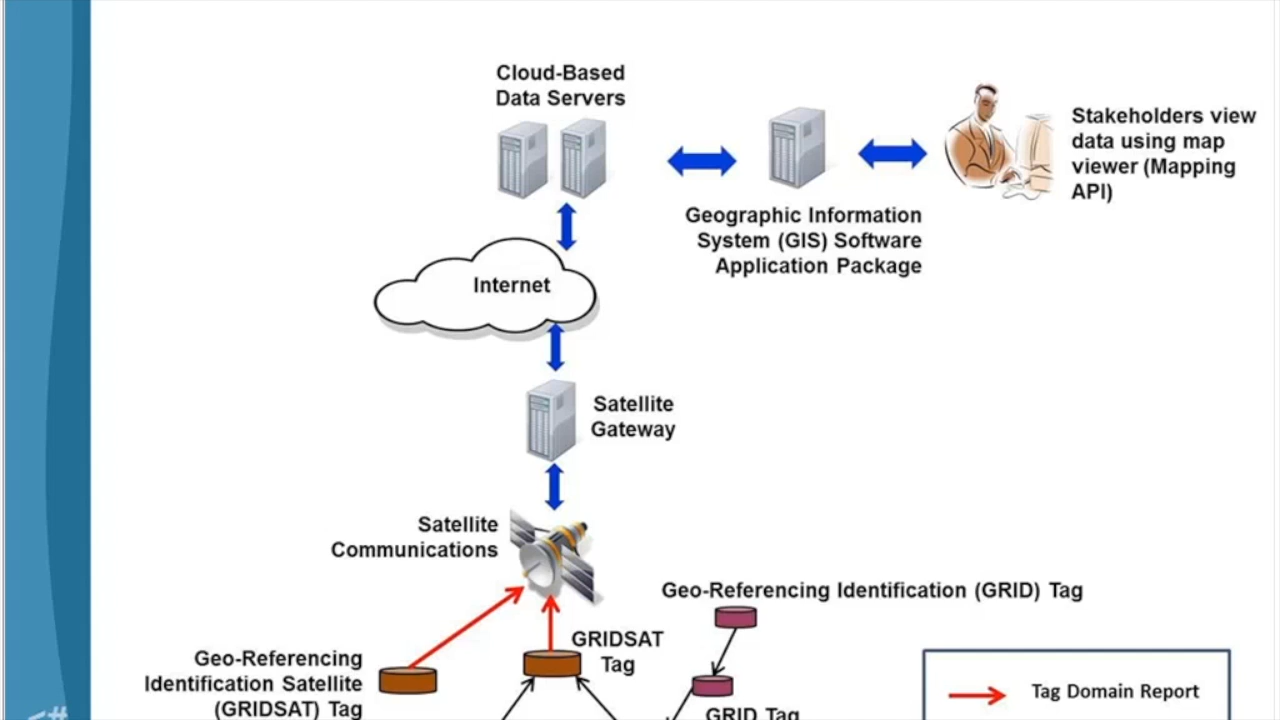 Cloud-Based
Data Servers
Stakeholders view
data using map
viewer (Mapping
API)
Geographic Information
System (GIS) Software
Application Package
Internet
Satellite
Gateway
Satellite
Communications
Geo-Referencing Identification (GRID) Tag
GRIDSAT
Tag
Geo-Referencing
Identification Satellite
(GRIDSAT) Tag
Tag Domain Report
GRID Tag
<#